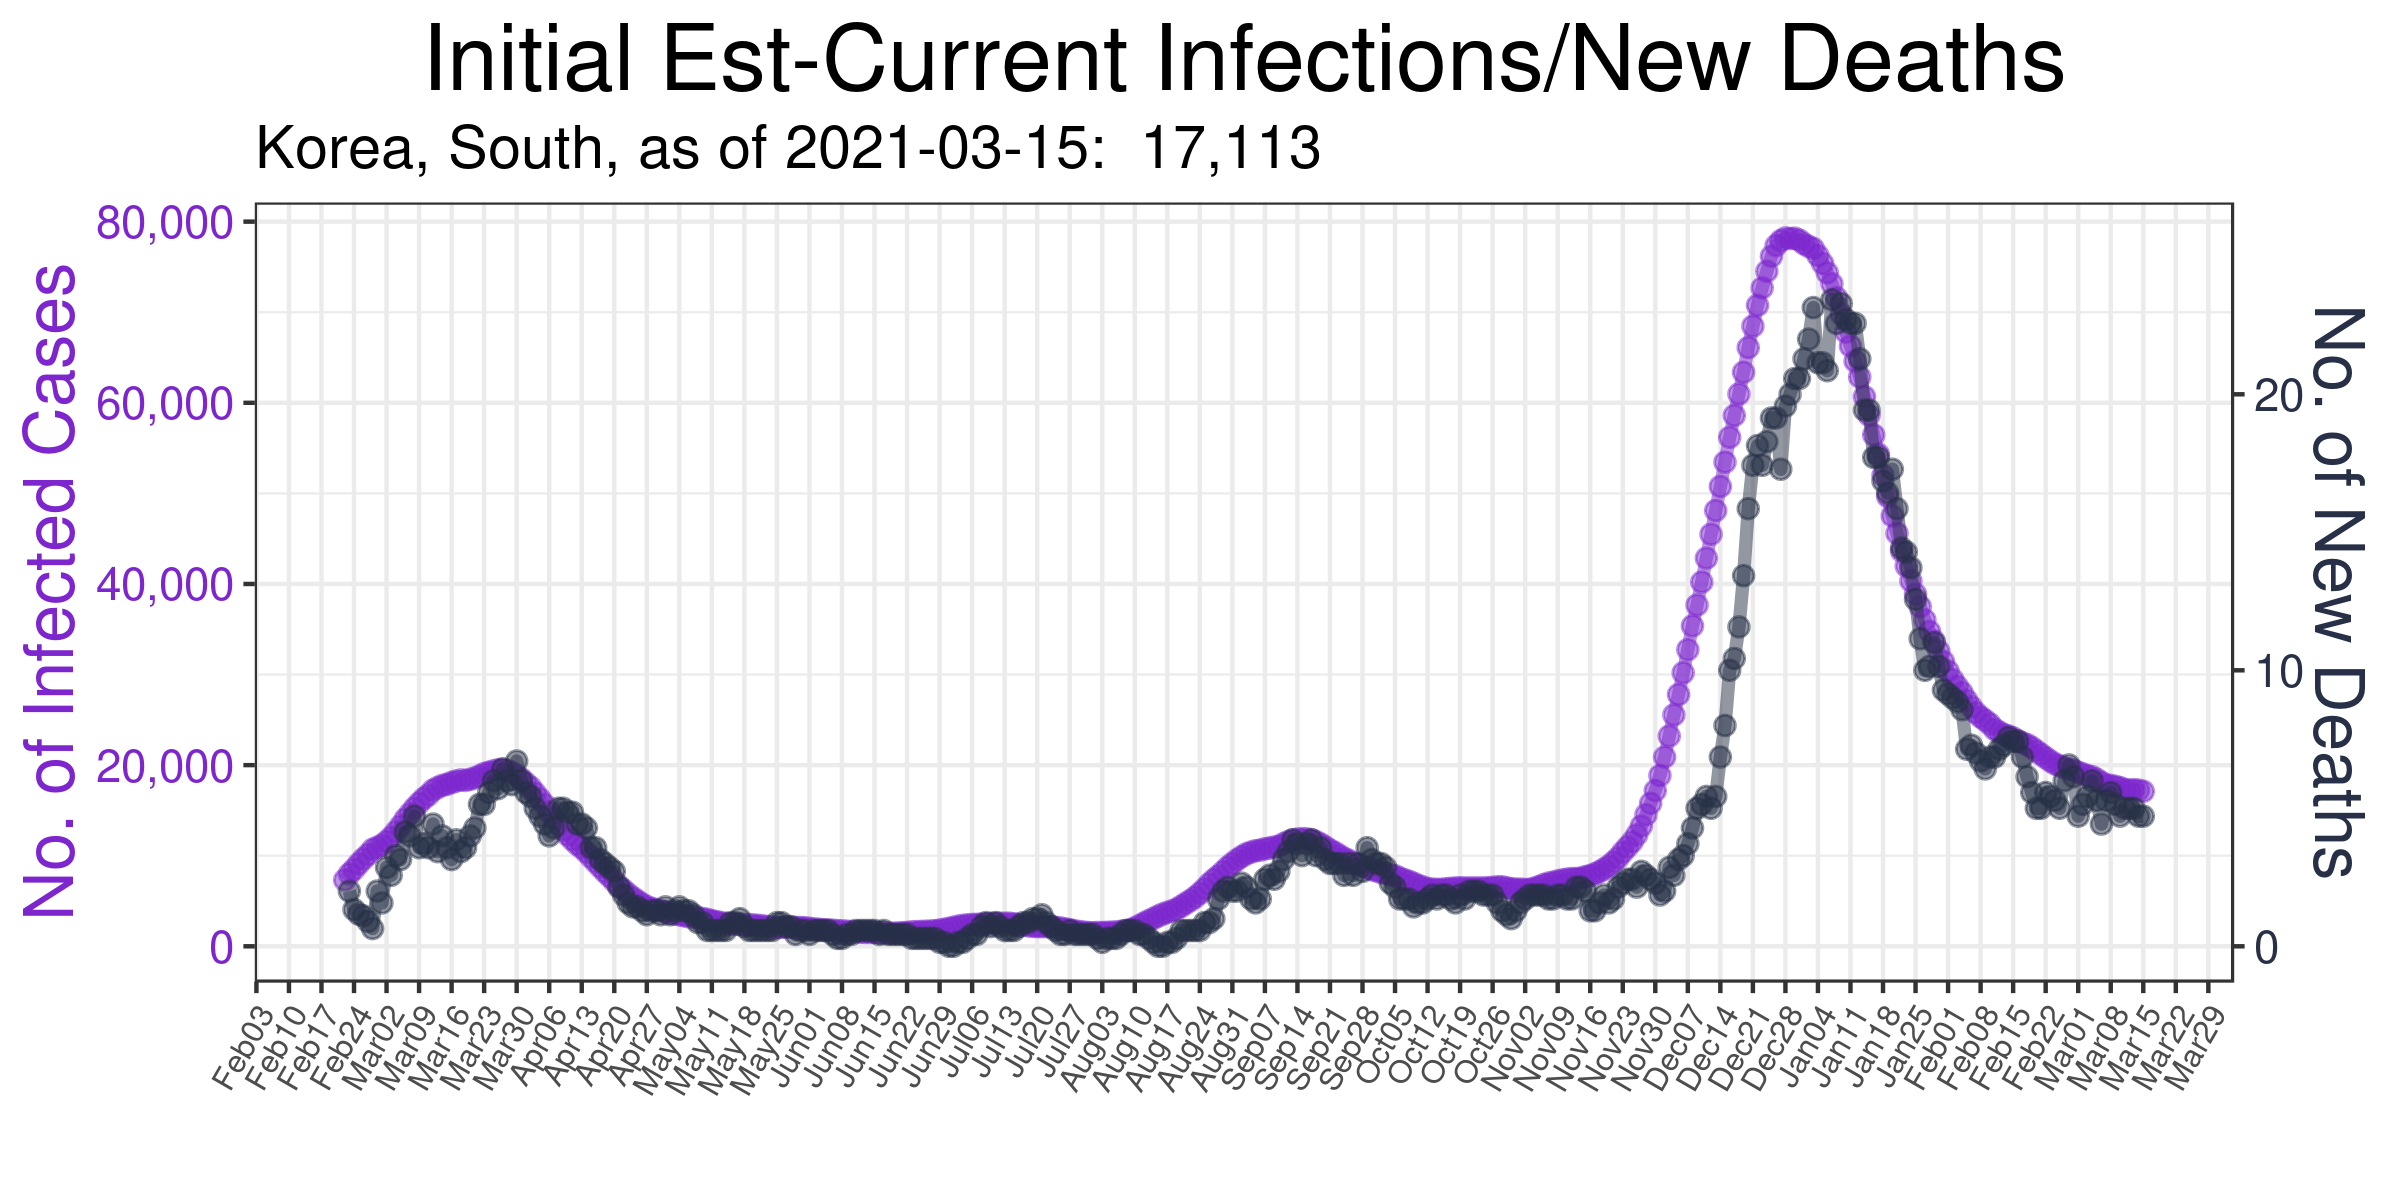 Initial Est-Current Infections/New Deaths
Korea, South, as of 2021-03-15:  17,113
No. of Infected Cases
80,000
60,000
40,000
20,000
0
20
10
0
No. of New Deaths
Feb03
Feb10
Feb17
Feb24
Mar02
Mar09
Mar16
Mar23
Mar30
Apr06
Apr13
Apr20
Apr27
May04
May11
May18
May25
Jun01
Jun08
Jun15
Jun22
Jun29
Jul06
Jul13
Jul20
Jul27
Aug03
Aug10
Aug17
Aug24
Aug31
Sep07
Sep14
Sep21
Sep28
Oct05
Oct12
Oct19
Oct26
Nov02
Nov09
Nov16
Nov23
Nov30
Dec07
Dec14
Dec21
Dec28
Jan04
Jan11
Jan18
Jan25
Feb01
Feb08
Feb15
Feb22
Mar01
Mar08
Mar15
Mar22
Mar29